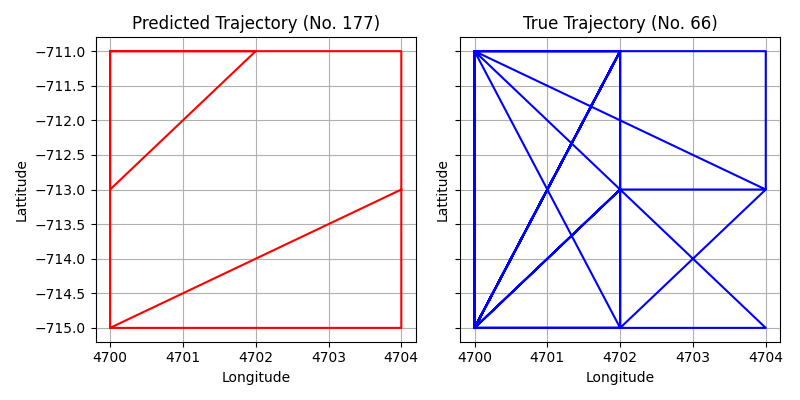 Predicted Trajectory (No. 177)
True Trajectory (No. 66)
Lattitude
−711.0
−711.5
−712.0
−712.5
−713.0
−713.5
−714.0
−714.5
−715.0
4700 4701 4702 4703 4704
Longitude
Lattitude
4700 4701 4702 4703 4704
Longitude